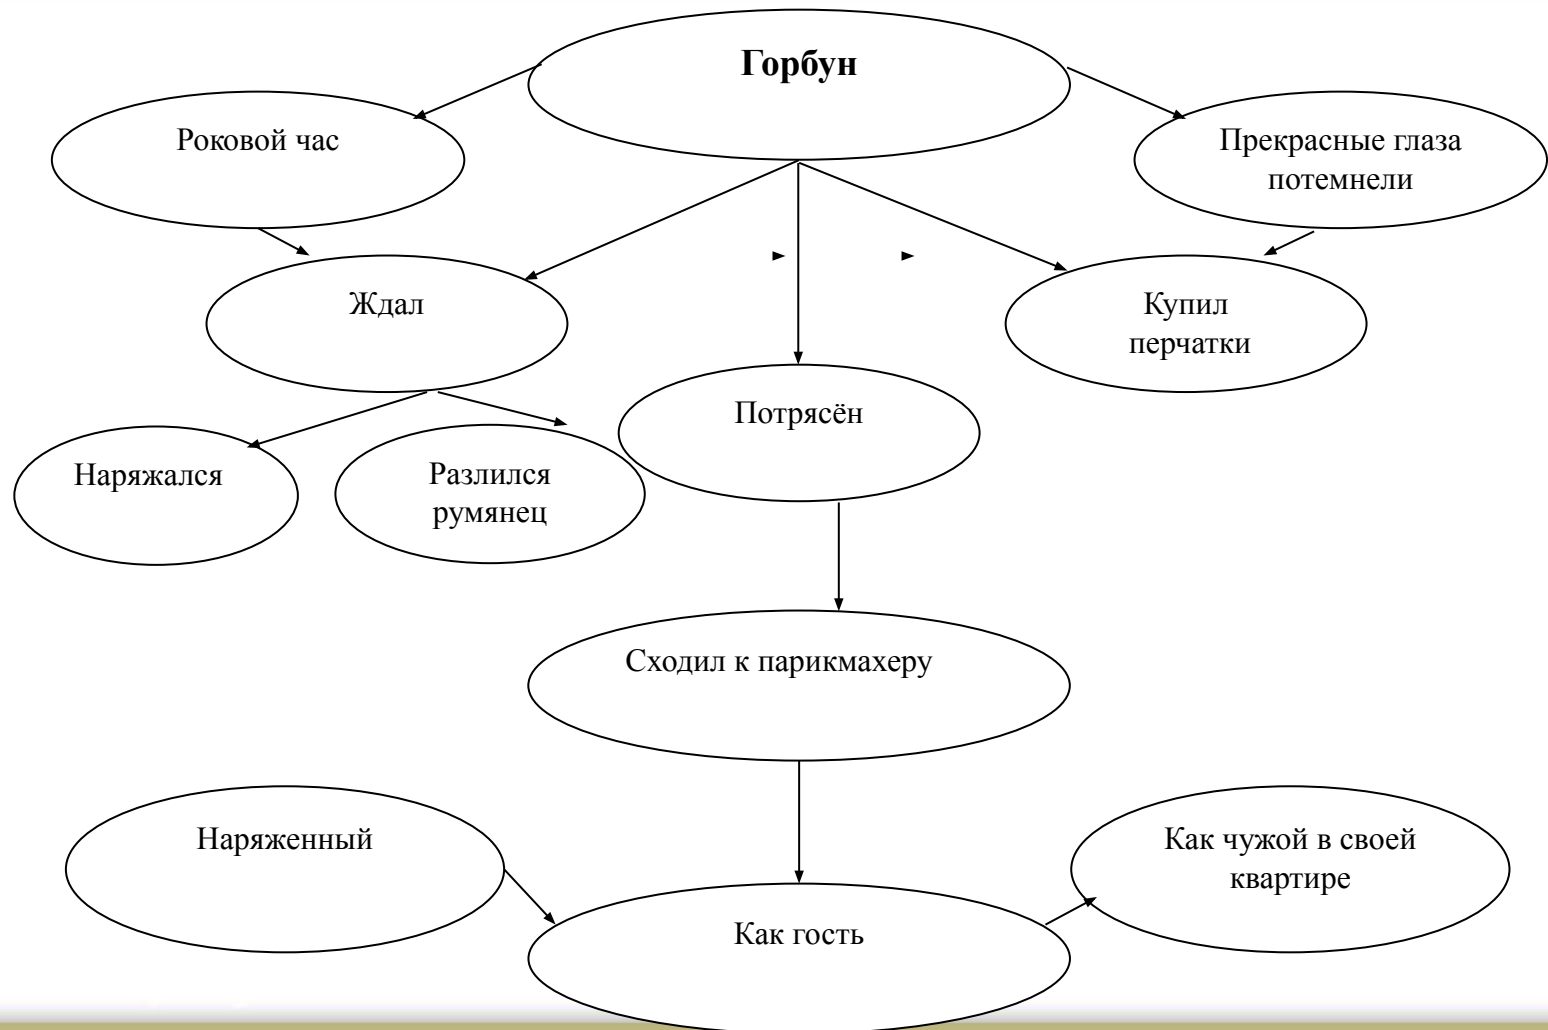 Горбун
Роковой час
Прекрасные глаза
потемнели
Ждал
Купил
перчатки
Потрясён
Наряжался
Разлился
румянец
Сходил к парикмахеру
Наряженный
Как чужой в своей
квартире
Как гость